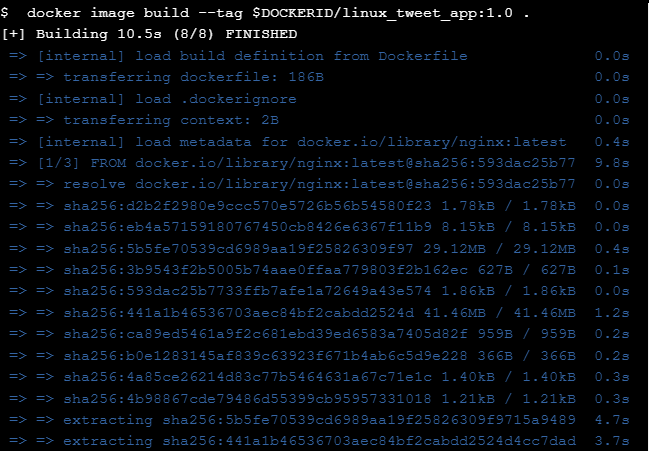 $  docker image build --tag $DOCKERID/linux_tweet_app:1.0 .
[+] Building 10.5s (8/8) FINISHED
=> [internal] load build definition from Dockerfile 0.0s
=> => transferring dockerfile: 186B 0.0s
=> [internal] load .dockerignore 0.0s
=> => transferring context: 2B 0.0s
=> [internal] load metadata for docker.io/library/nginx:latest 0.4s
=> [1/3] FROM docker.io/library/nginx:latest@sha256:593dac25b77 9.8s
=> => resolve docker.io/library/nginx:latest@sha256:593dac25b77 0.0s
=> => sha256:d2b2f2980e9ccc570e5726b56b54580f23 1.78kB / 1.78kB 0.0s
=> => sha256:eb4a57159180767450cb8426e6367f11b9 8.15kB / 8.15kB 0.0s
=> => sha256:5b5fe70539cd6989aa19f25826309f97 29.12MB / 29.12MB 0.4s
=> => sha256:3b9543f2b5005b74aae0ffaa779803f2b162ec 627B / 627B 0.1s
=> => sha256:593dac25b7733ffb7afe1a72649a43e574 1.86kB / 1.86kB 0.0s
=> => sha256:441a1b46536703aec84bf2cabdd2524d 41.46MB / 41.46MB 1.2s
=> => sha256:ca89ed5461a9f2c681ebd39ed6583a7405d82f 959B / 959B 0.2s
=> => sha256:b0e1283145af839c63923f671b4ab6c5d9e228 366B / 366B 0.2s
=> => sha256:4a85ce26214d83c77b5464631a67c71e1c 1.40kB / 1.40kB 0.3s
=> => sha256:4b98867cde79486d55399cb95957331018 1.21kB / 1.21kB 0.3s
=> => extracting sha256:5b5fe70539cd6989aa19f25826309f9715a9489 4.7s
=> => extracting sha256:441a1b46536703aec84bf2cabdd2524d4cc7dad 3.7s